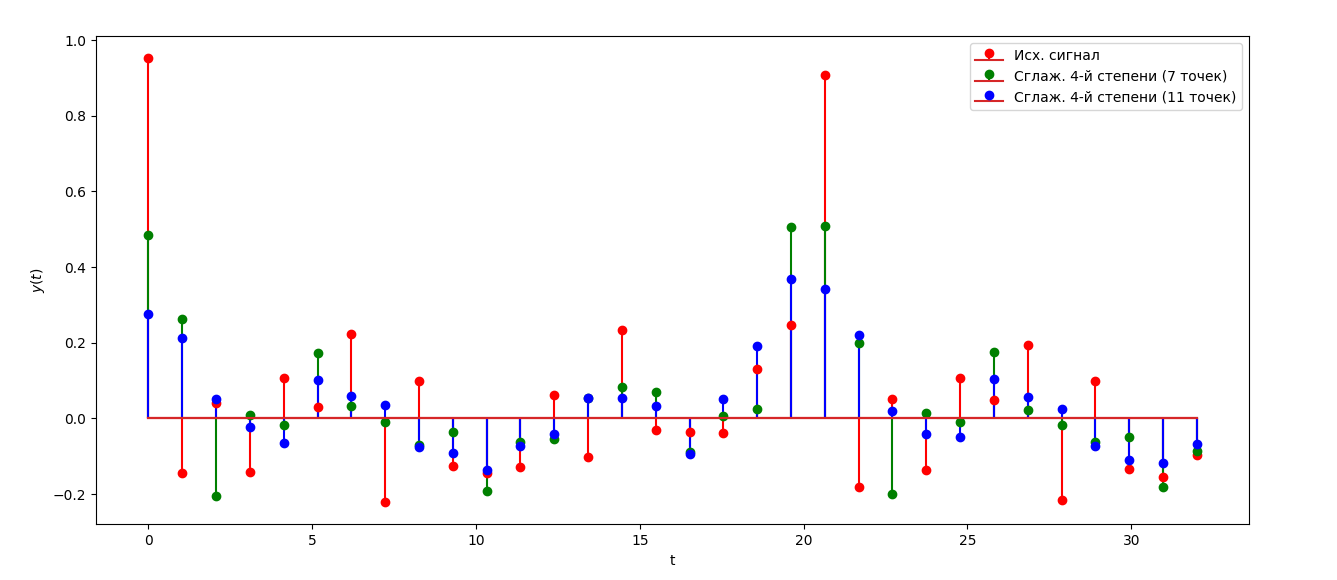 1.0
0.8
0.6
0.4
0.2
0.0
−0.2
y(t)
Исх. сигнал
Сглаж. 4-й степени (7 точек)
Сглаж. 4-й степени (11 точек)
0 5 10 15 20 25 30
t